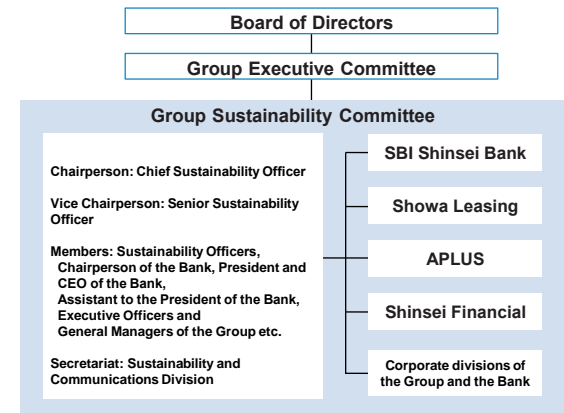 Board of Directors
Group Executive Committee
Group Sustainability Committee
Chairperson: Chief Sustainability Officer
Vice Chairperson: Senior Sustainability
Officer
Members: Sustainability Officers,
Chairperson of the Bank, President and
CEO of the Bank,
Assistant to the President of the Bank,
Executive Officers and
General Managers of the Group etc.
Secretariat: Sustainability and
Communications Division
SBI Shinsei Bank
Showa Leasing
APLUS
Shinsei Financial
Corporate divisions of
the Group and the Bank